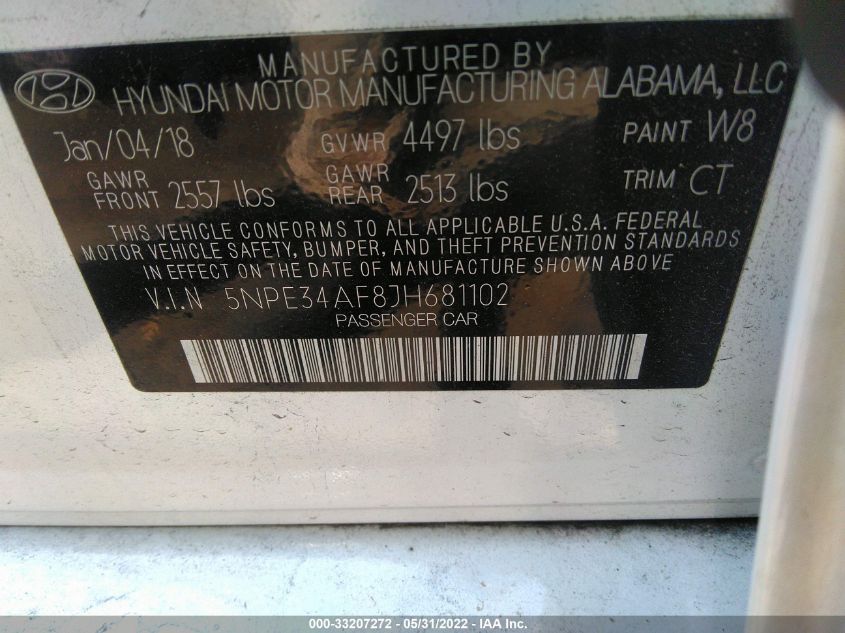 MANUFACTURED BY
HYUNDAI MOTOR MANUFACTURING ALABAMA, LLC
Jan/04/18 GVWR 4497 lbs PAINT W8
GAWR FRONT 2557 lbs GAWR REAR 2513 lbs TRIM CT
THIS VEHICLE CONFORMS TO ALL APPLICABLE U.S.A. FEDERAL
MOTOR VEHICLE SAFETY, BUMPER, AND THEFT PREVENTION STANDARDS
IN EFFECT ON THE DATE OF MANUFACTURE SHOWN ABOVE
V.I.N 5NPE34AF8JH681102
PASSENGER CAR
000-33207272 - 05/31/2022 - IAA Inc.